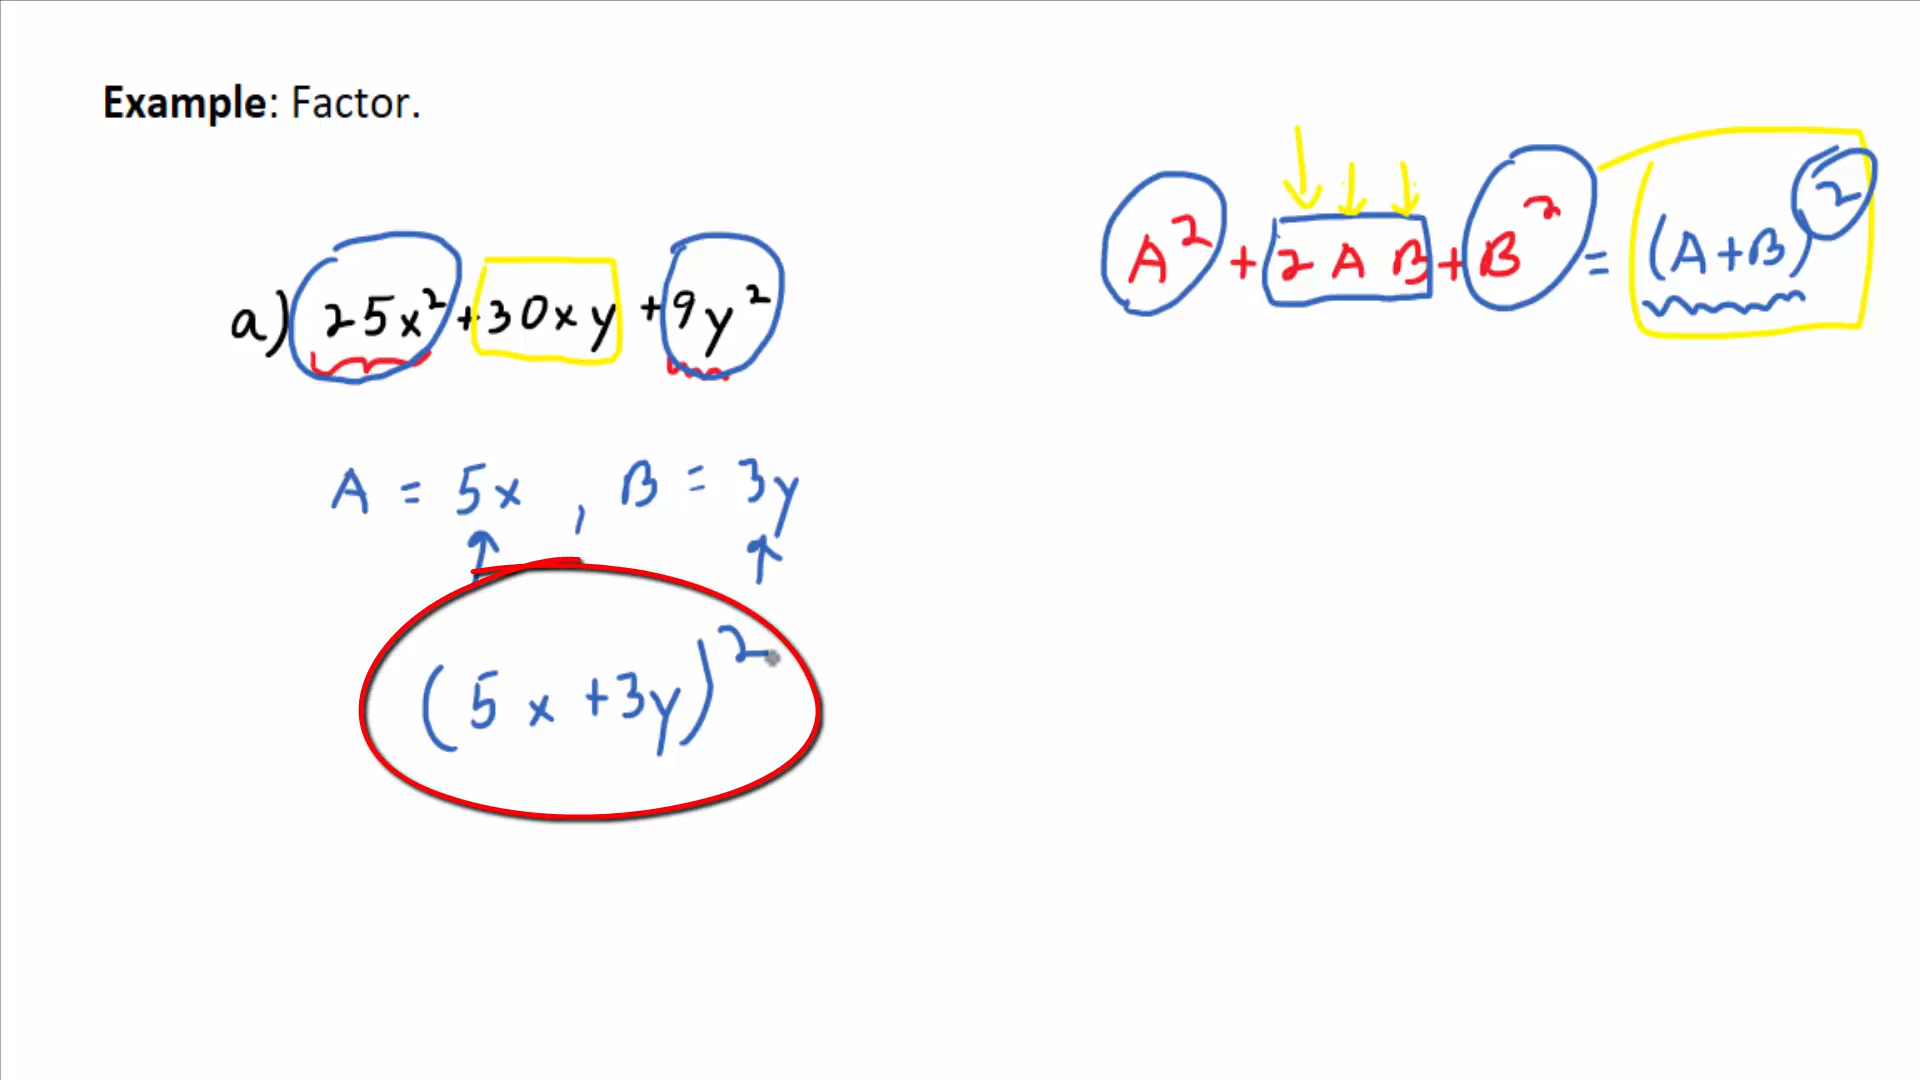 Example: Factor.
A² + 2AB + B² = (A+B)²
a) 25x² + 30xy + 9y²
A = 5x , B = 3y
(5x + 3y)²